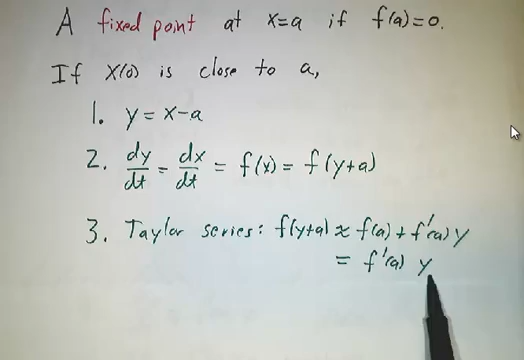 A fixed point at x=a if f(a)=0.
If x(0) is close to a,
1. y = x-a
2. dy/dt = dx/dt = f(x) = f(y+a)
3. Taylor series: f(y+a) ≈ f(a) + f'(a) y
= f'(a) y